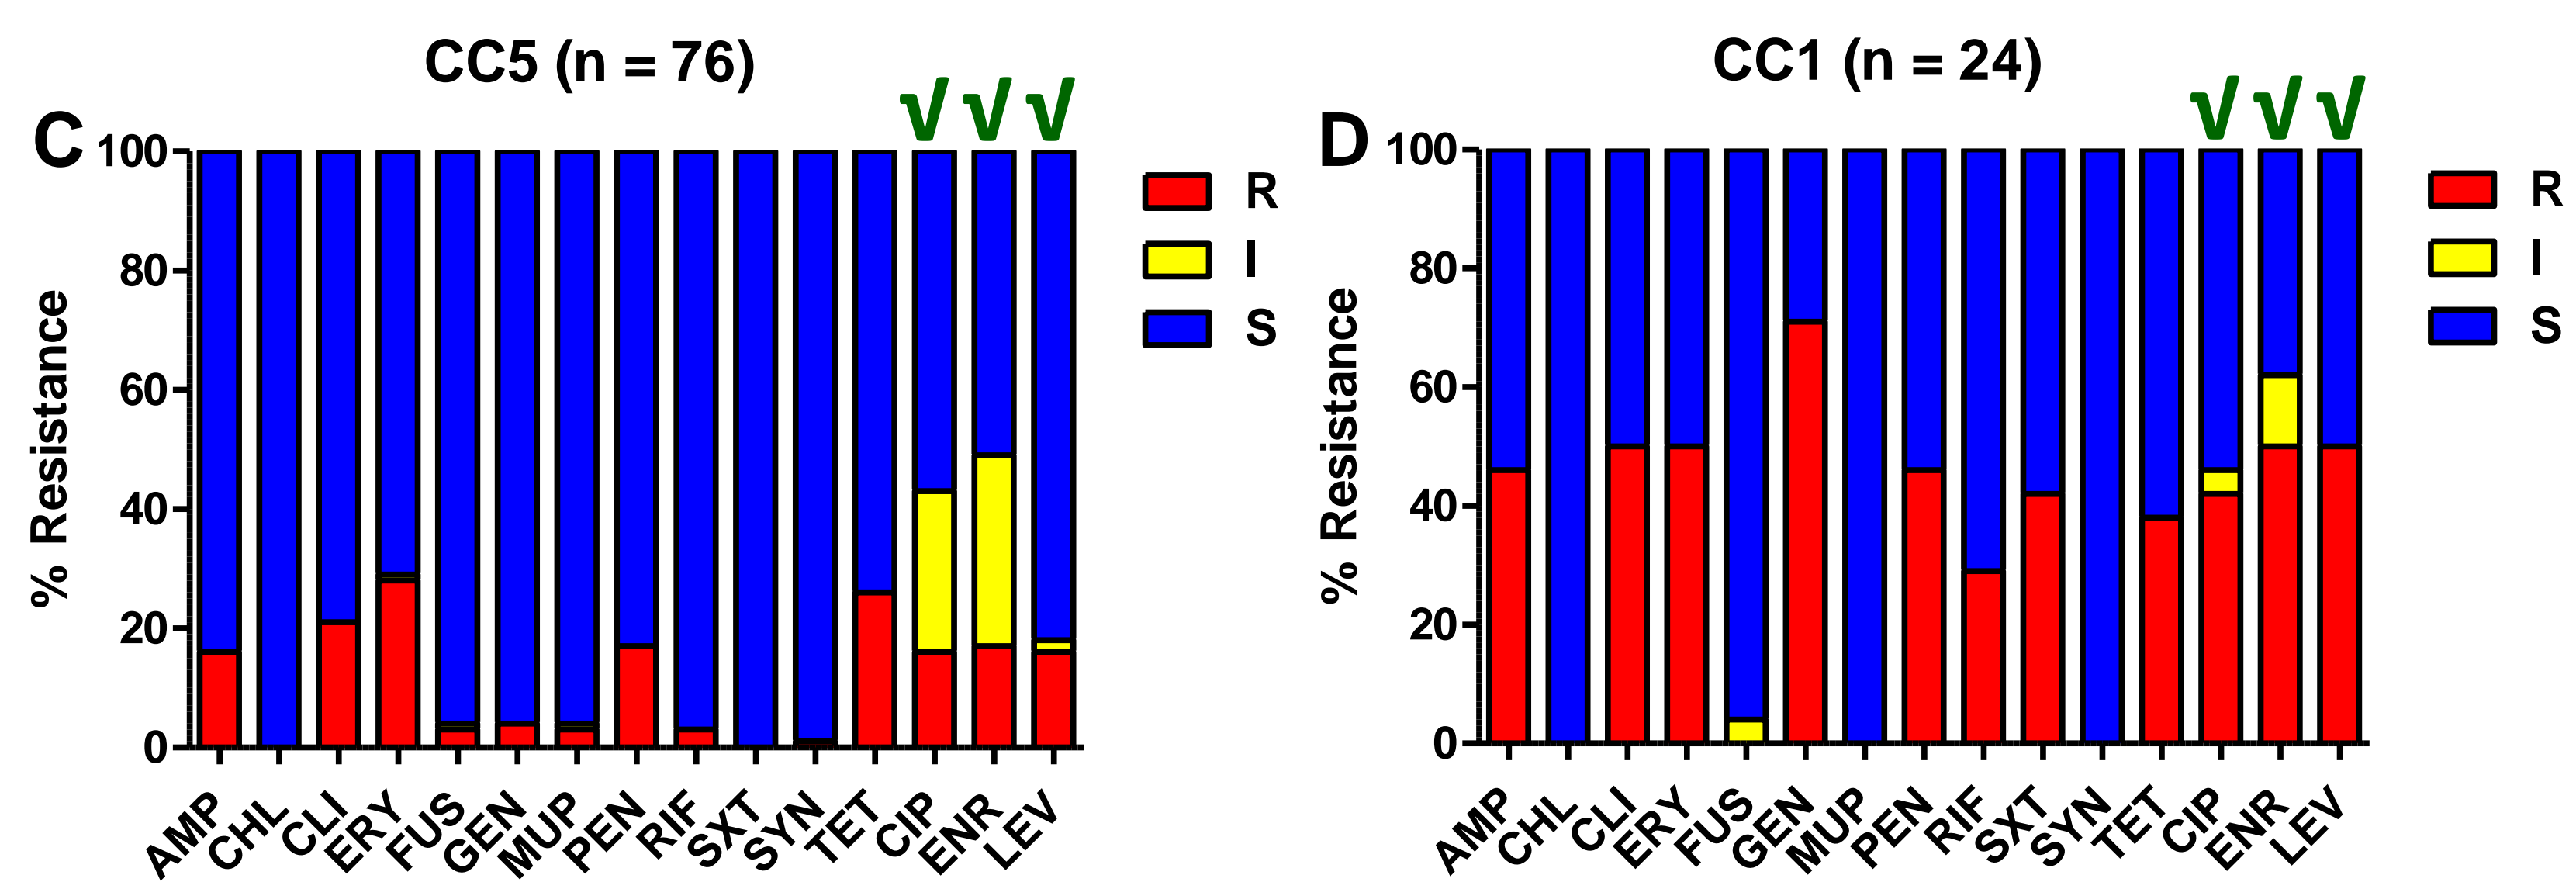 CC5 (n = 76)
√ √ √
C
100
80
60
40
20
0
% Resistance
R
I
S
AMP CHL CLI ERY FUS GEN MUP PEN RIF SXT SYN TET CIP ENR LEV
CC1 (n = 24)
√ √ √
D
100
80
60
40
20
0
% Resistance
R
I
S
AMP CHL CLI ERY FUS GEN MUP PEN RIF SXT SYN TET CIP ENR LEV